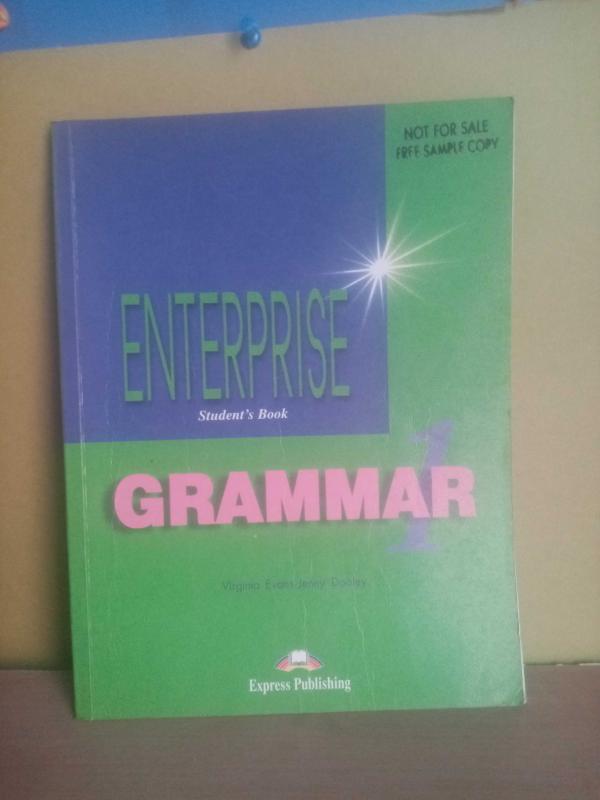 NOT FOR SALE
FREE SAMPLE COPY
ENTERPRISE
Student's Book
GRAMMAR 1
Virginia Evans-Jenny Dooley
Express Publishing